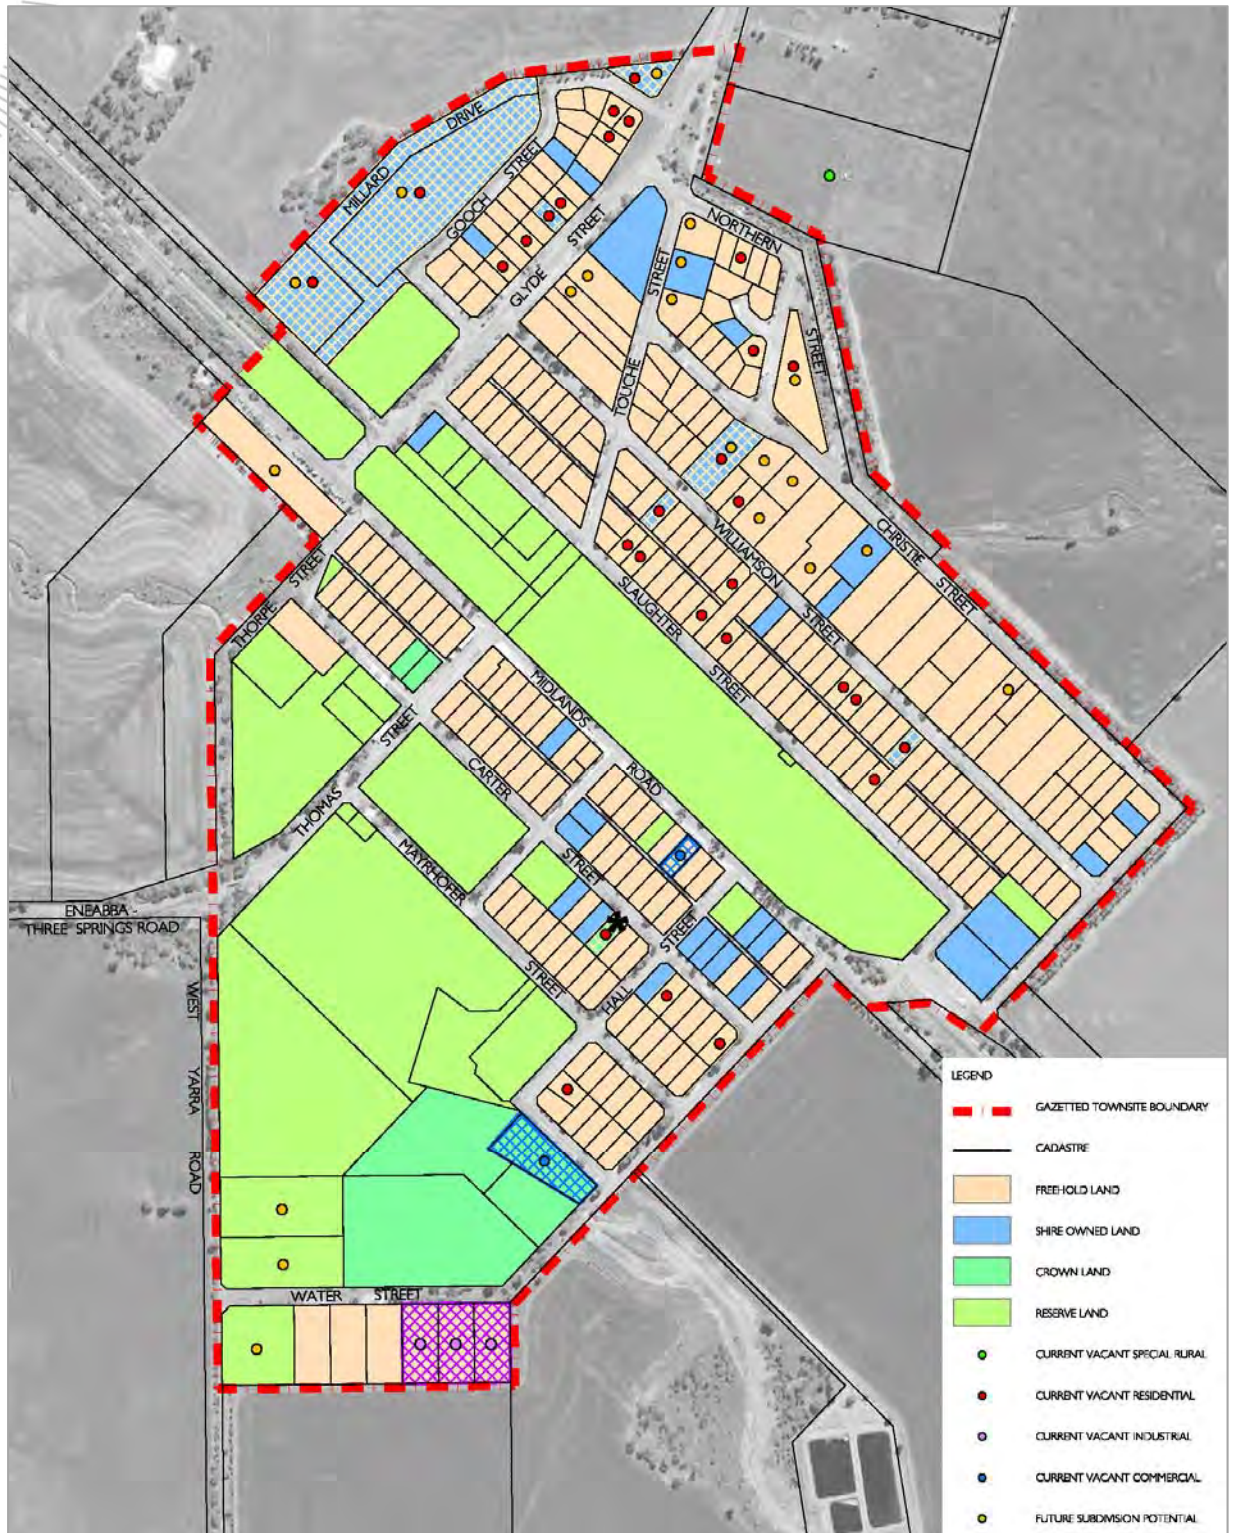 MILLARD
DRIVE
GOOCH
STREET
GLYDE
STREET
NORTHERN
STREET
TOUCHE
STREET
CHRISTIE
STREET
WILLIAMSON
STREET
SLAUGHTER
STREET
THORPE
STREET
MIDLANDS
ROAD
THOMAS
STREET
CARTER
STREET
MAYRHOFER
STREET
HALL
STREET
ENEABBA -
THREE SPRINGS ROAD
WEST
YARRA
ROAD
WATER STREET
LEGEND
GAZETTED TOWNSITE BOUNDARY
CADASTRE
FREEHOLD LAND
SHIRE OWNED LAND
CROWN LAND
RESERVE LAND
CURRENT VACANT SPECIAL RURAL
CURRENT VACANT RESIDENTIAL
CURRENT VACANT INDUSTRIAL
CURRENT VACANT COMMERCIAL
FUTURE SUBDIVISION POTENTIAL